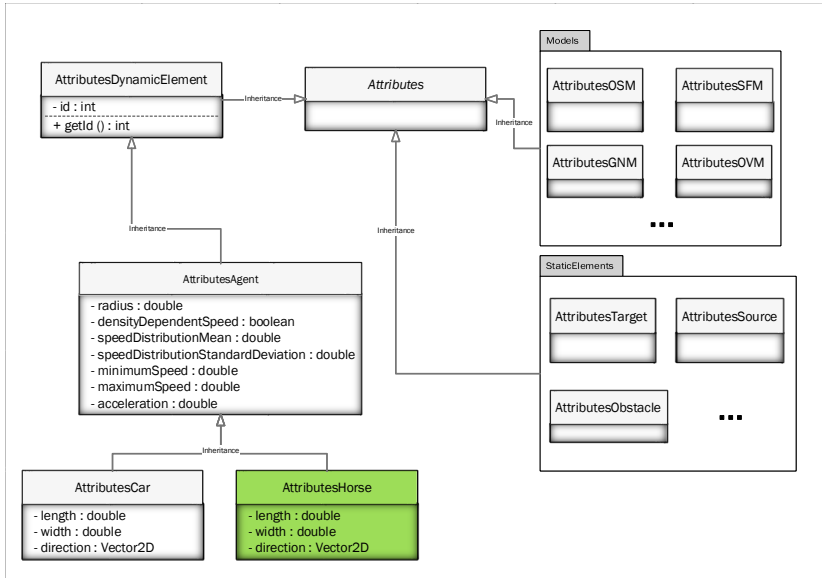 AttributesDynamicElement
- id : int
+ getId () : int
Inheritance
Attributes
Inheritance
Models
AttributesOSM
AttributesSFM
AttributesGNM
AttributesOVM
...
Inheritance
Inheritance
StaticElements
AttributesTarget
AttributesSource
AttributesObstacle
...
AttributesAgent
- radius : double
- densityDependentSpeed : boolean
- speedDistributionMean : double
- speedDistributionStandardDeviation : double
- minimumSpeed : double
- maximumSpeed : double
- acceleration : double
Inheritance
AttributesCar
- length : double
- width : double
- direction : Vector2D
AttributesHorse
- length : double
- width : double
- direction : Vector2D